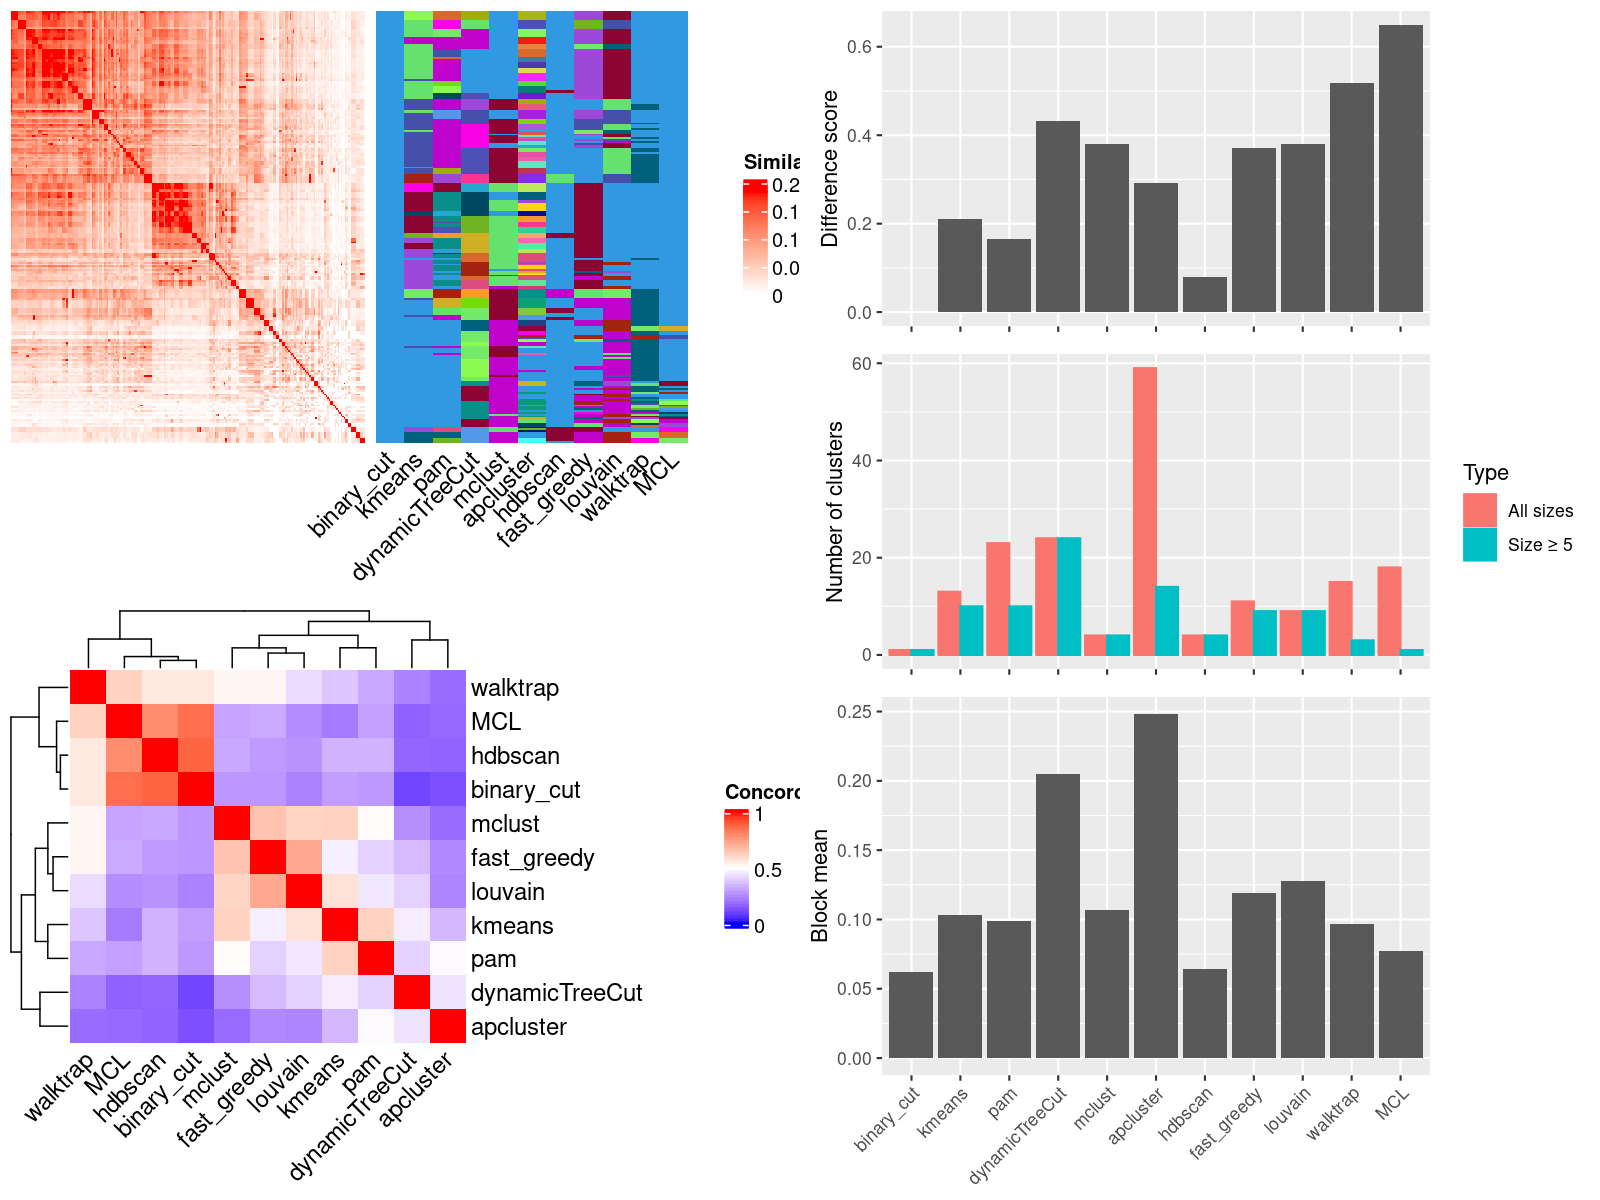 Simila
0.2
0.1
0.1
0.0
0
binary_cut
kmeans
pam
dynamicTreeCut
mclust
apcluster
hdbscan
fast_greedy
louvain
walktrap
MCL
walktrap
MCL
hdbscan
binary_cut
mclust
fast_greedy
louvain
kmeans
pam
dynamicTreeCut
apcluster
walktrap
MCL
hdbscan
binary_cut
mclust
fast_greedy
louvain
kmeans
pam
dynamicTreeCut
apcluster
Concord
1
0.5
0
Difference score
0.6
0.4
0.2
0.0
Number of clusters
60
40
20
0
Type
All sizes
Size ≥ 5
Block mean
0.25
0.20
0.15
0.10
0.05
0.00
binary_cut
kmeans
pam
dynamicTreeCut
mclust
apcluster
hdbscan
fast_greedy
louvain
walktrap
MCL